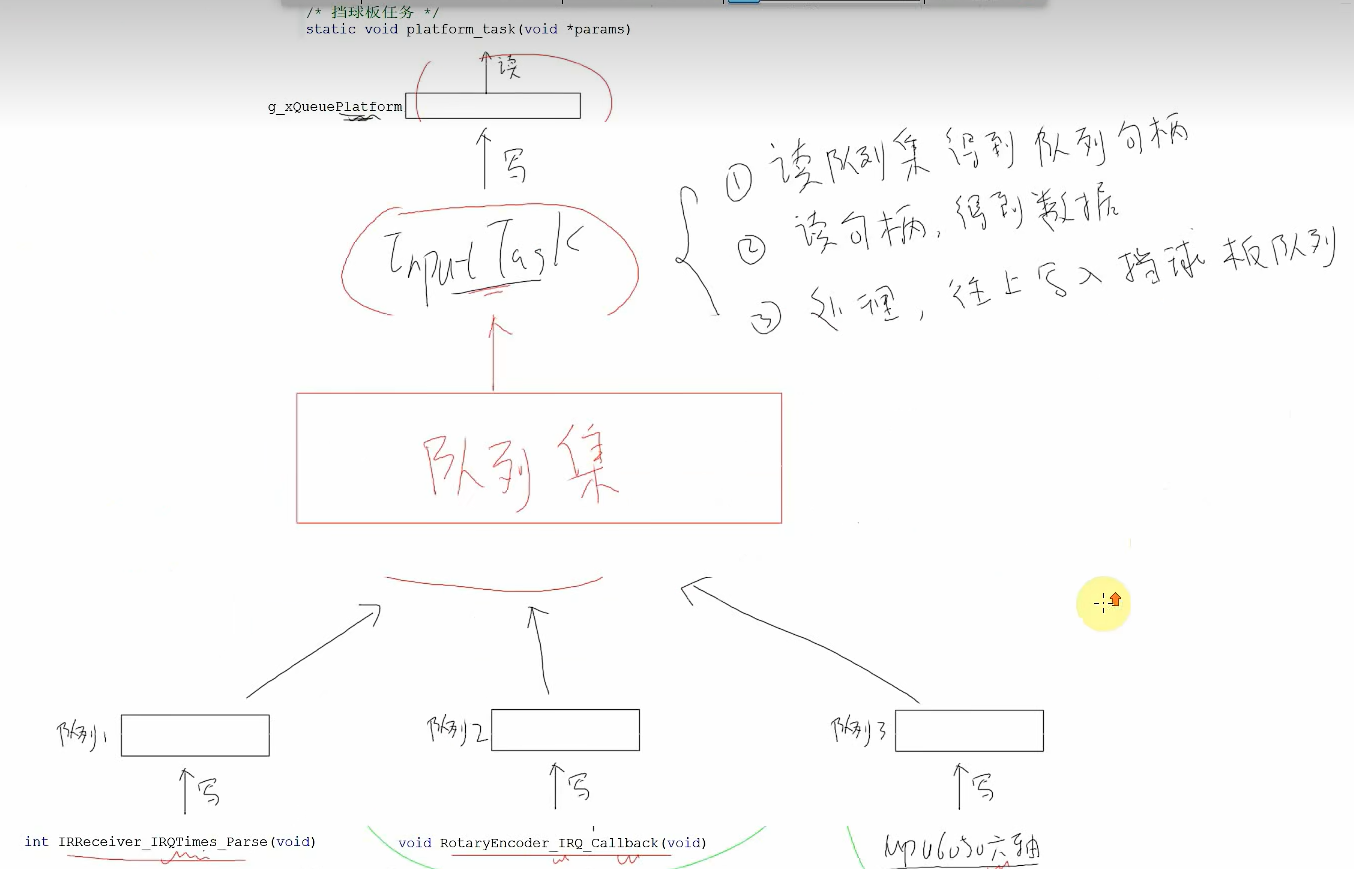 /* 挡球板任务 */
static void platform_task(void *params)
读
g_xQueuePlatform
写
Input Task
① 读队列集 得到 队列句柄
② 读句柄, 得到数据
③ 处理, 往上写入挡球板队列
队列集
队列1
队列2
队列3
写
写
写
int IRReceiver_IRQTimes_Parse(void)
void RotaryEncoder_IRQ_Callback(void)
Mpu6050六轴